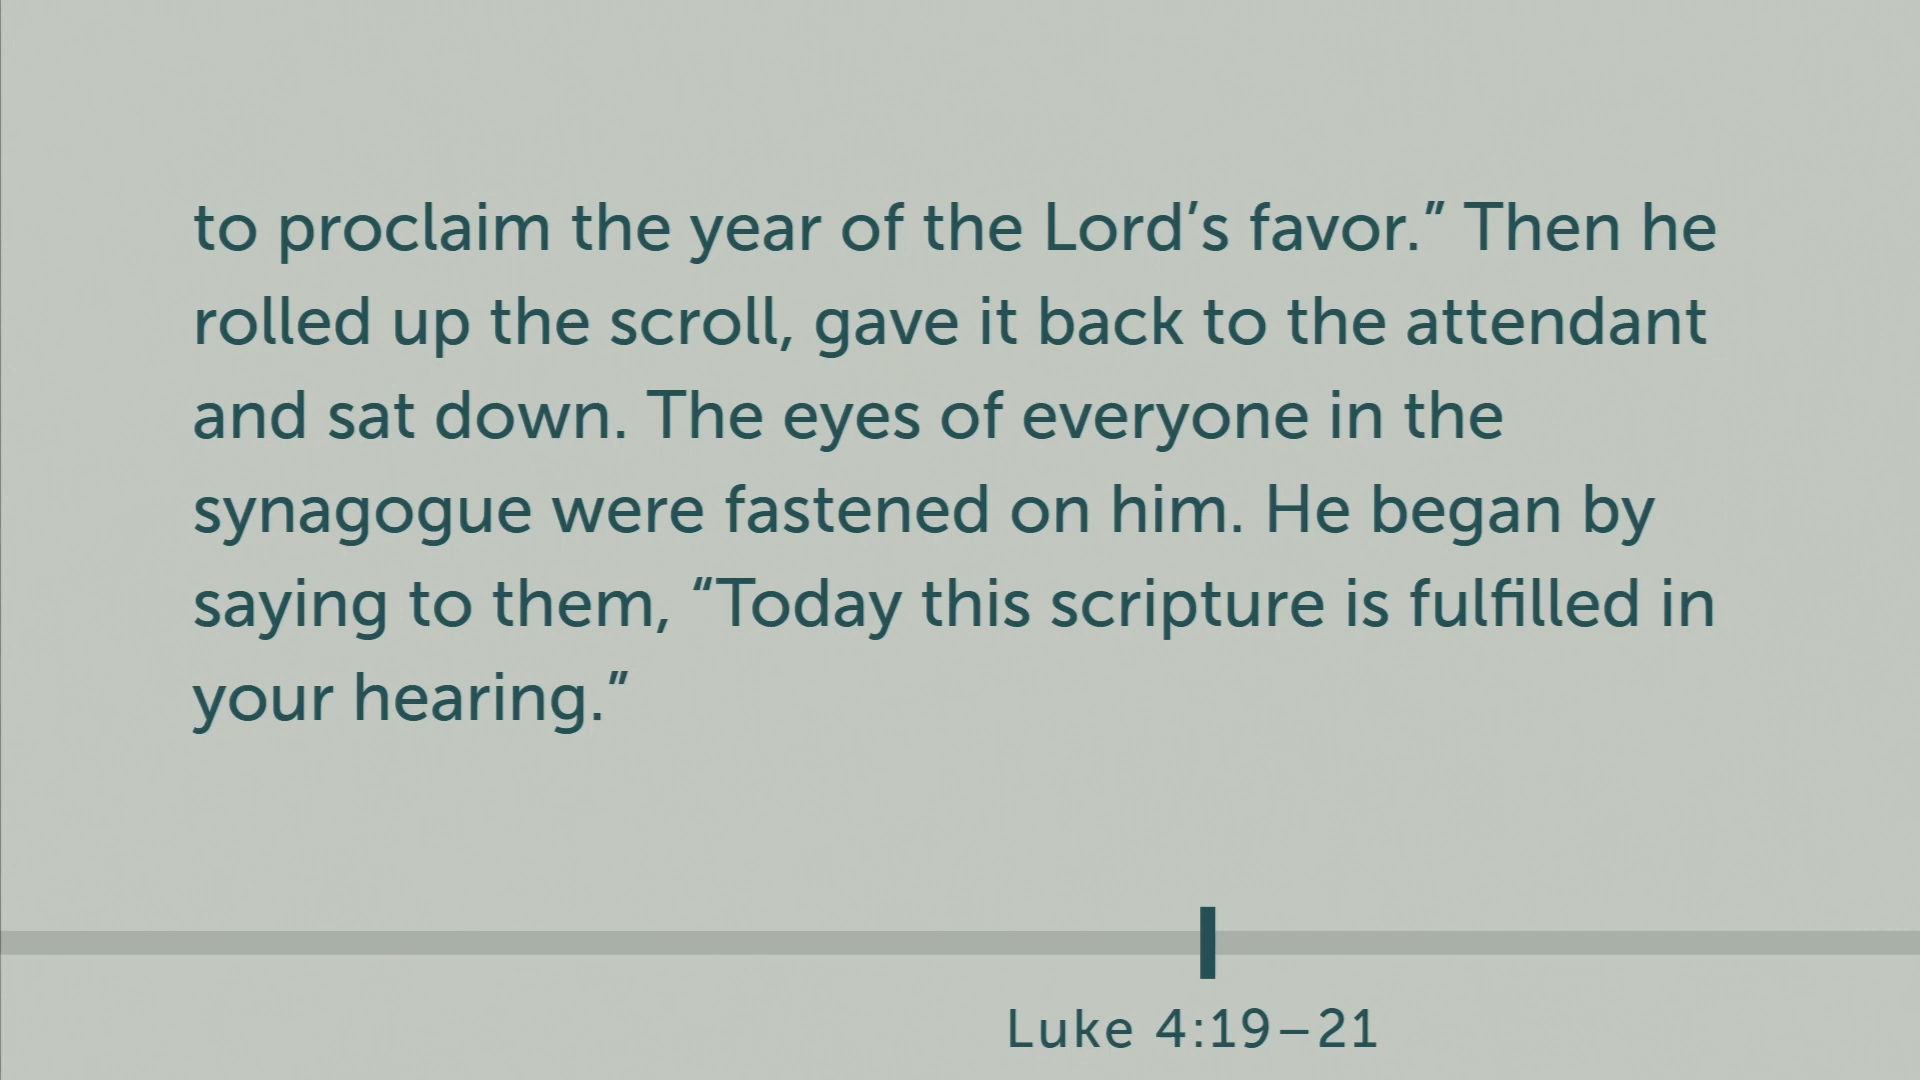 to proclaim the year of the Lord’s favor.” Then he
rolled up the scroll, gave it back to the attendant
and sat down. The eyes of everyone in the
synagogue were fastened on him. He began by
saying to them, “Today this scripture is fulfilled in
your hearing.”
Luke 4:19–21